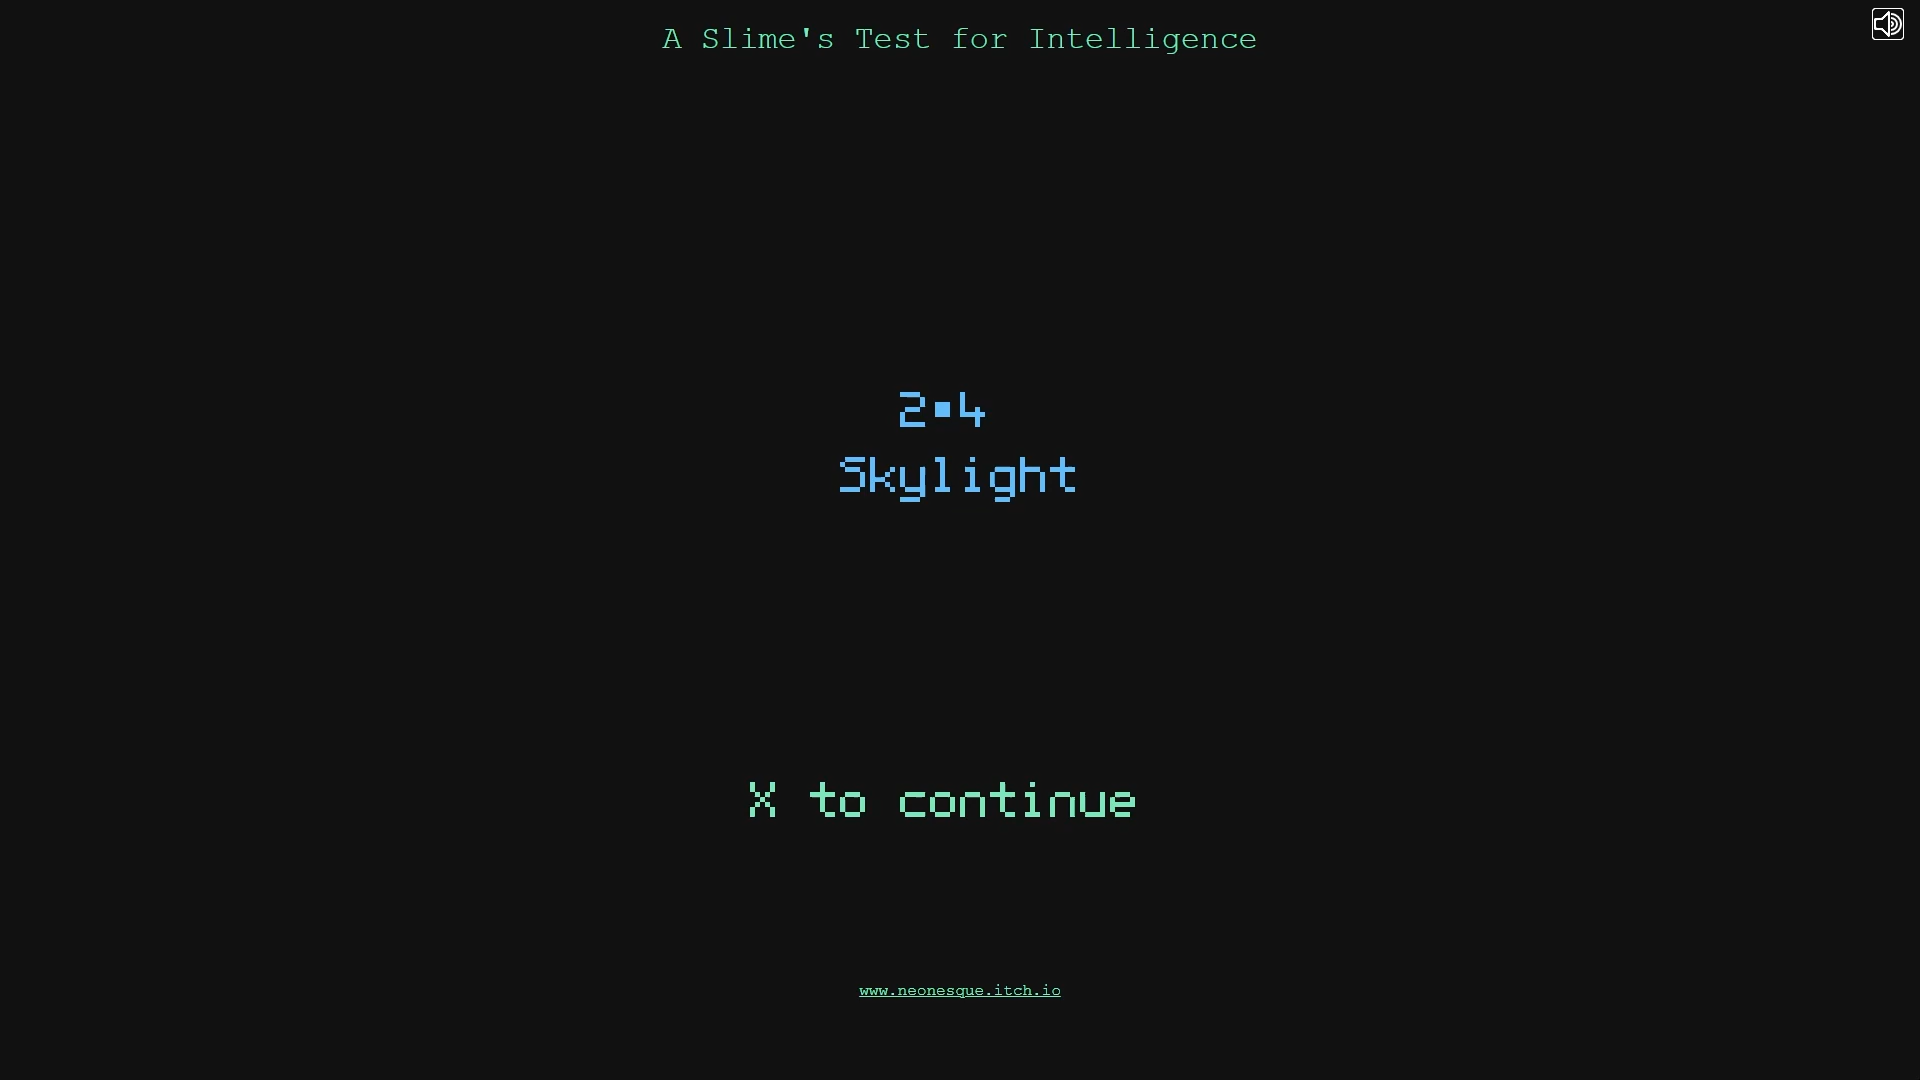 A Slime's Test for Intelligence
2▪4
Skylight
X to continue
www.neonesque.itch.io